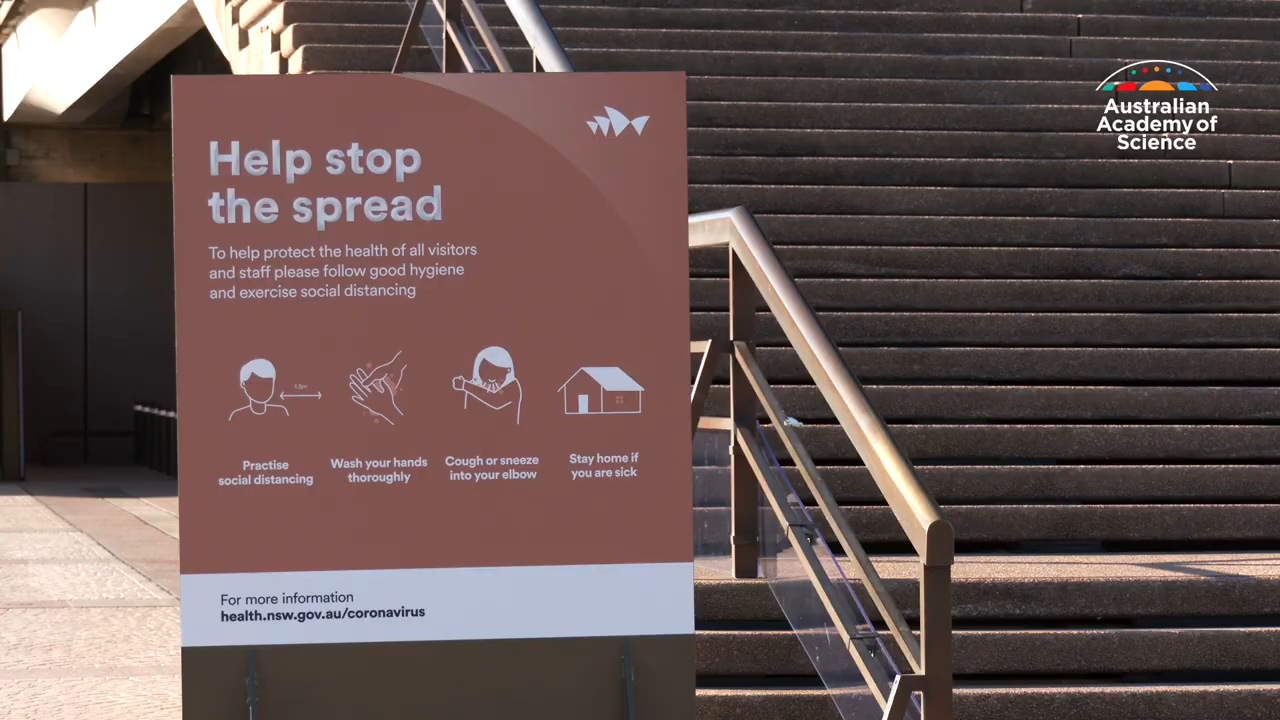 Help stop
the spread
To help protect the health of all visitors
and staff please follow good hygiene
and exercise social distancing
1.5m
Practise
social distancing
Wash your hands
thoroughly
Cough or sneeze
into your elbow
Stay home if
you are sick
For more information
health.nsw.gov.au/coronavirus
Australian
Academy of
Science